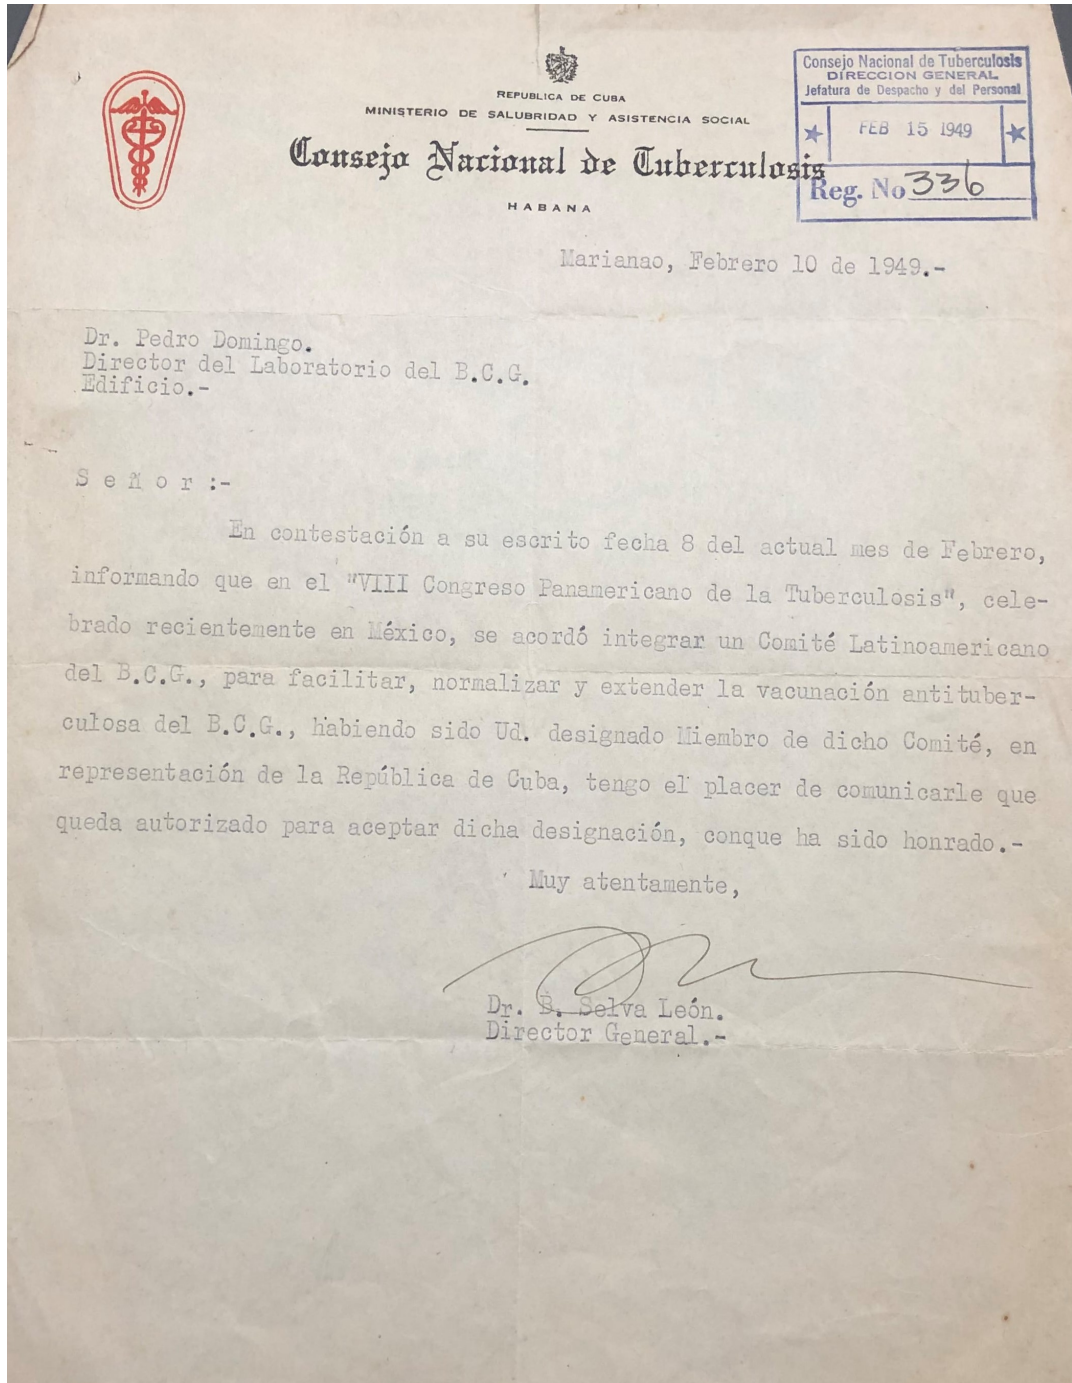 REPUBLICA DE CUBA
MINISTERIO DE SALUBRIDAD Y ASISTENCIA SOCIAL
Consejo Nacional de Tuberculosis
HABANA
Consejo Nacional de Tuberculosis
DIRECCION GENERAL
Jefatura de Despacho y del Personal
FEB 15 1949
Reg. No 336
Marianao, Febrero 10 de 1949.-
Dr. Pedro Domingo.
Director del Laboratorio del B.C.G.
Edificio.-
S e ñ o r :-
En contestación a su escrito fecha 8 del actual mes de Febrero,
informando que en el "VIII Congreso Panamericano de la Tuberculosis", cele-
brado recientemente en México, se acordó integrar un Comité Latinoamericano
del B.C.G., para facilitar, normalizar y extender la vacunación antituber-
culosa del B.C.G., habiendo sido Ud. designado Miembro de dicho Comité, en
representación de la República de Cuba, tengo el placer de comunicarle que
queda autorizado para aceptar dicha designación, conque ha sido honrado.-
Muy atentamente,
Dr. B. Selva León.
Director General.-